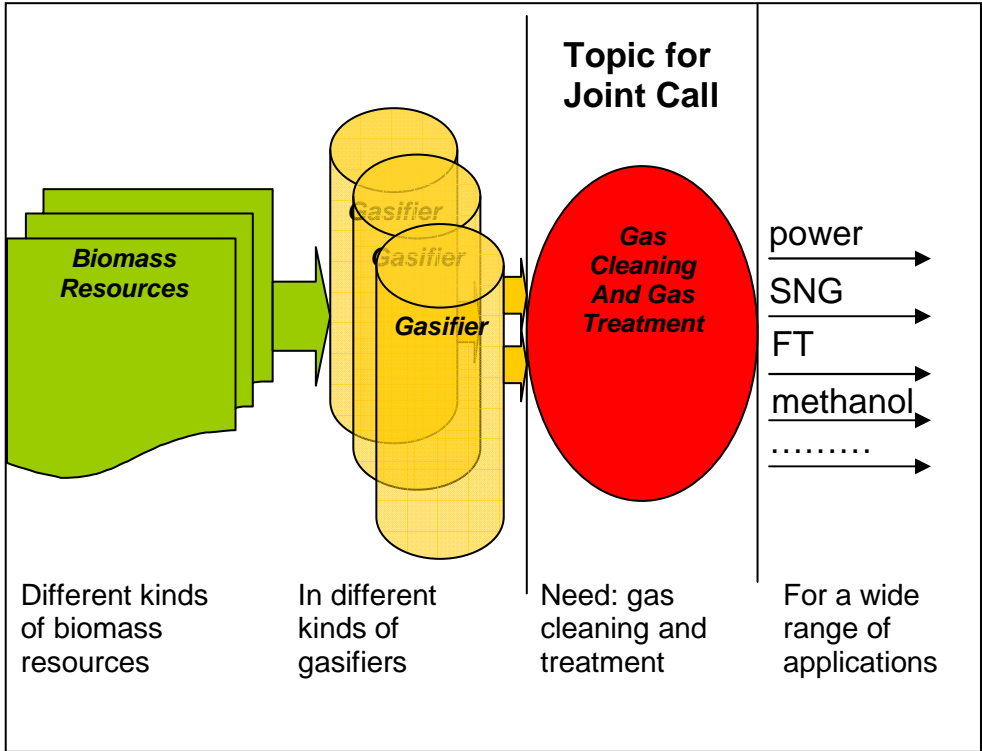 Topic for
Joint Call
Biomass
Resources
Gasifier
Gasifier
Gasifier
Gas
Cleaning
And Gas
Treatment
power
SNG
FT
methanol
.........
Different kinds
of biomass
resources
In different
kinds of
gasifiers
Need: gas
cleaning and
treatment
For a wide
range of
applications